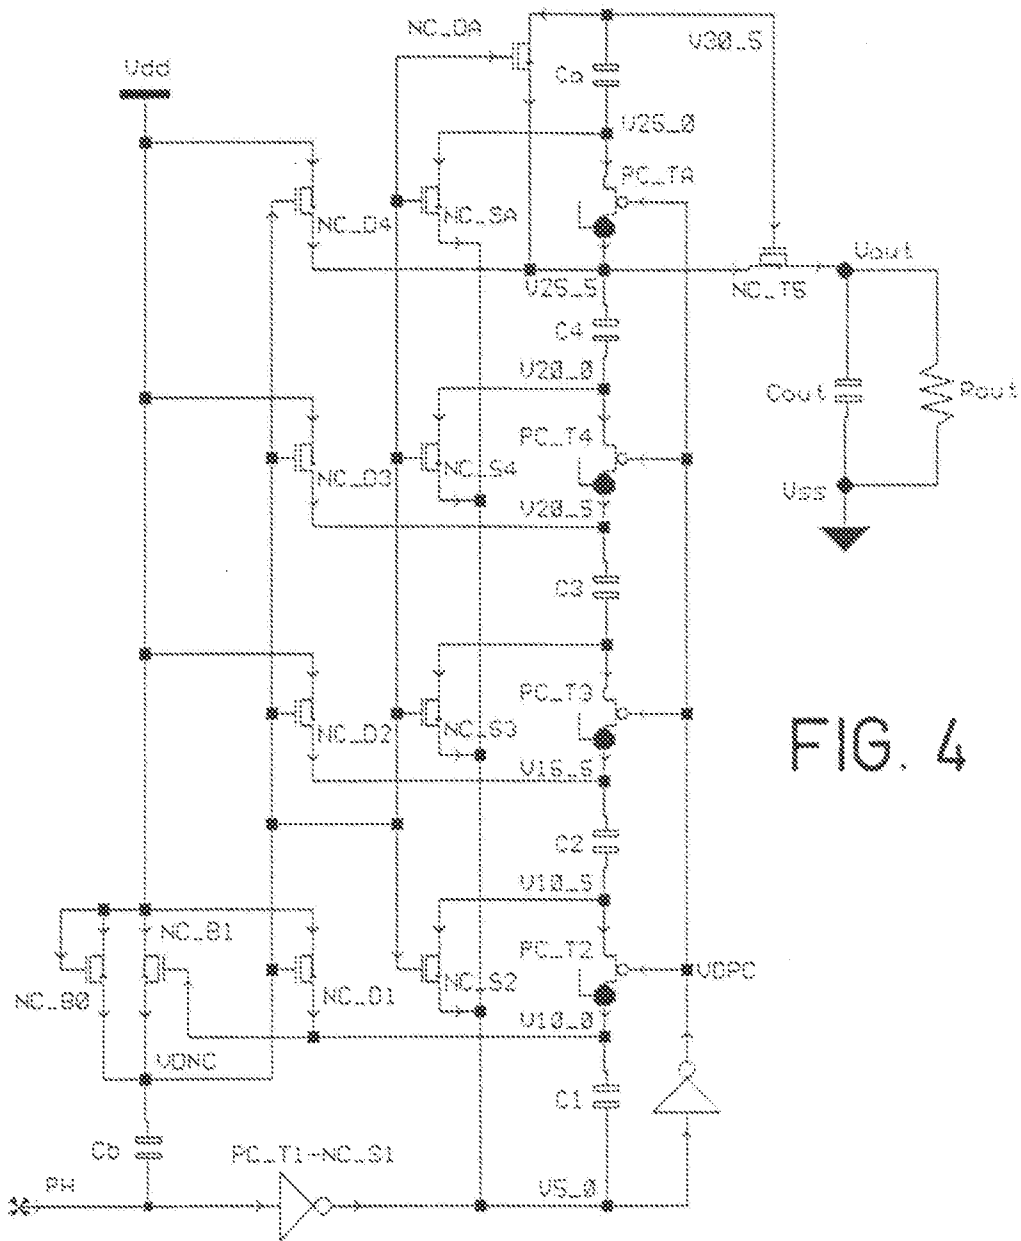 NC_DA
V30_S
Vdd
Ca
V25_0
PC_TA
NC_D4
NC_SA
Vout
V25_S
NC_T5
C4
V20_0
Cout
Rout
PC_T4
NC_D3
NC_S4
Vss
V20_S
C3
PC_T3
NC_D2
NC_S3
FIG. 4
V15_S
C2
V10_S
NC_B1
PC_T2
VDPC
NC_S2
NC_B0
NC_D1
V10_0
VDNC
C1
Cb
PC_T1-NC_S1
PH
V5_0